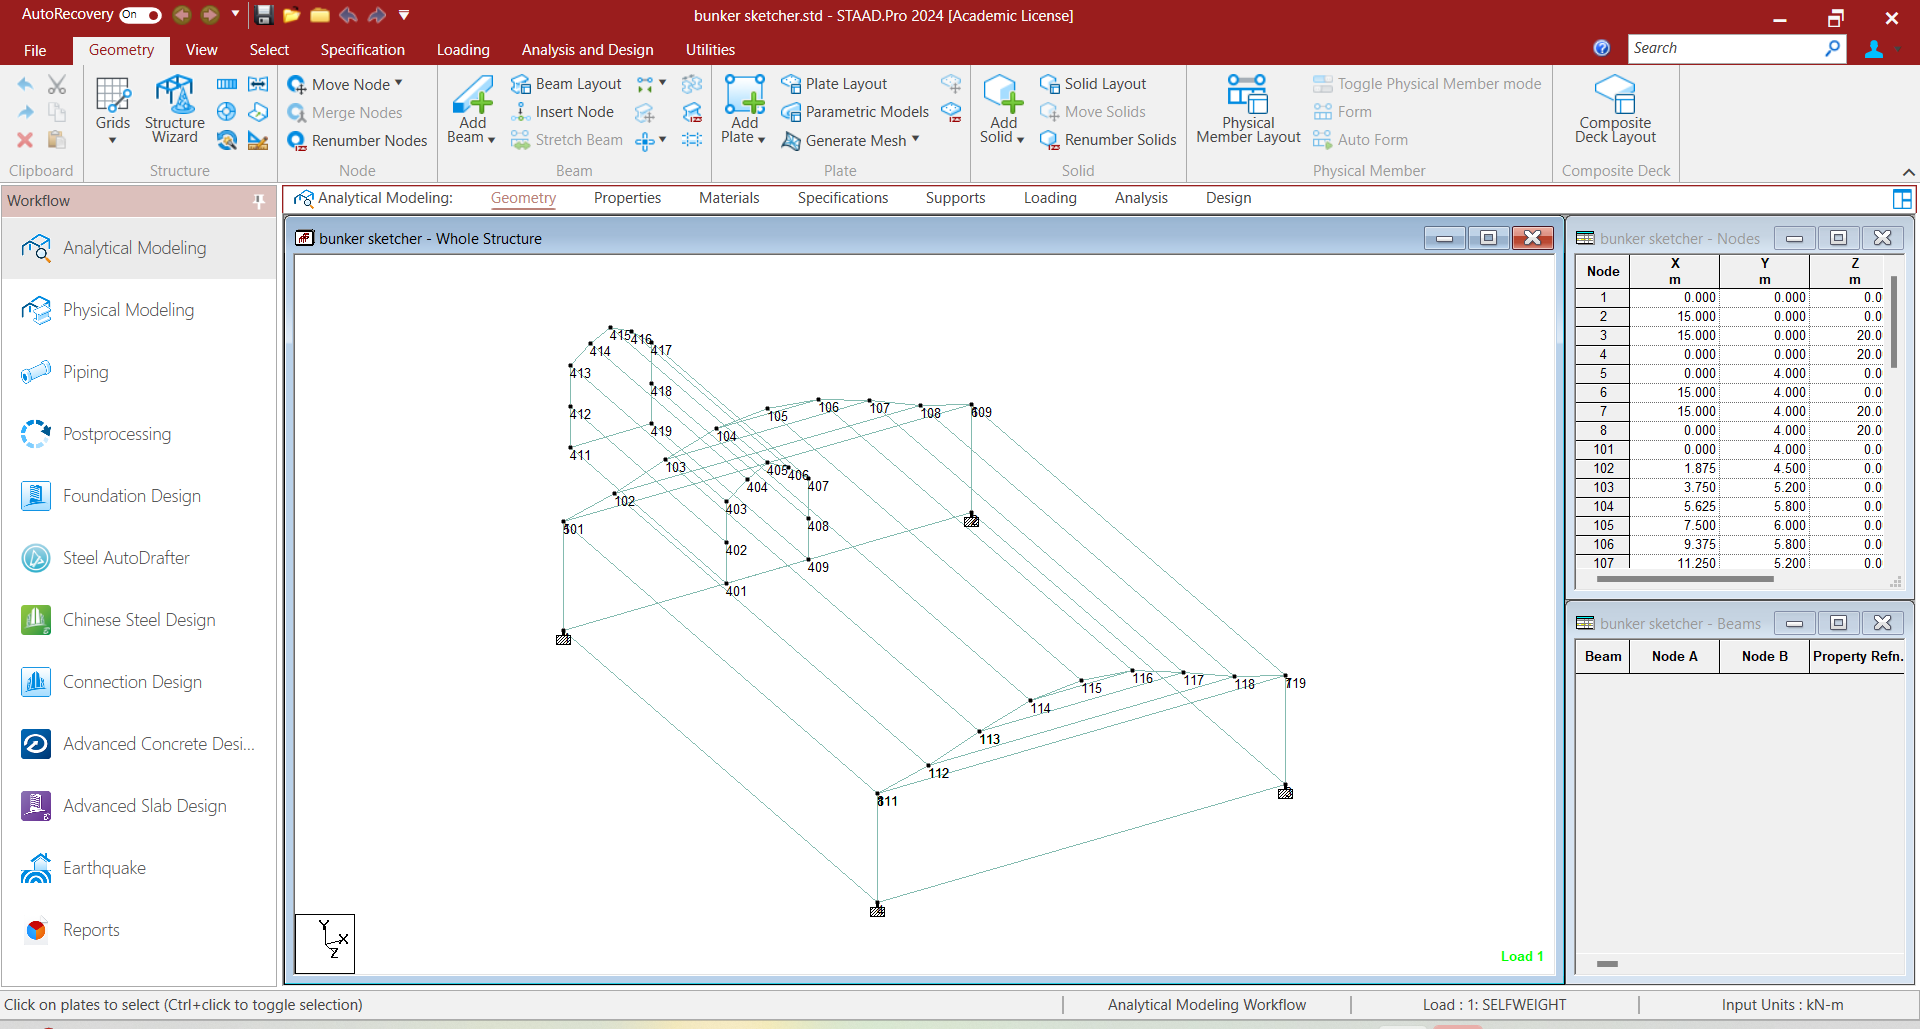 AutoRecovery On
bunker sketcher.std - STAAD.Pro 2024 [Academic License]
File Geometry View Select Specification Loading Analysis and Design Utilities
Search
Move Node
Merge Nodes
Renumber Nodes
Grids
Structure Wizard
Add Beam
Beam Layout
Insert Node
Stretch Beam
Add Plate
Plate Layout
Parametric Models
Generate Mesh
Add Solid
Solid Layout
Move Solids
Renumber Solids
Physical Member Layout
Toggle Physical Member mode
Form
Auto Form
Composite Deck Layout
Clipboard Structure Node Beam Plate Solid Physical Member Composite Deck
Workflow
Analytical Modeling
Physical Modeling
Piping
Postprocessing
Foundation Design
Steel AutoDrafter
Chinese Steel Design
Connection Design
Advanced Concrete Desi...
Advanced Slab Design
Earthquake
Reports
Analytical Modeling: Geometry Properties Materials Specifications Supports Loading Analysis Design
bunker sketcher - Whole Structure
415
416
417
414
413
418
412
419
411
106
107
108
105
104
103
102
405
406
407
404
403
408
402
409
401
116
117
118
115
114
113
112
Y
X
Z
Load 1
bunker sketcher - Nodes
Node X m Y m Z m
1 0.000 0.000 0.0
2 15.000 0.000 0.0
3 15.000 0.000 20.0
4 0.000 0.000 20.0
5 0.000 4.000 0.0
6 15.000 4.000 0.0
7 15.000 4.000 20.0
8 0.000 4.000 20.0
101 0.000 4.000 0.0
102 1.875 4.500 0.0
103 3.750 5.200 0.0
104 5.625 5.800 0.0
105 7.500 6.000 0.0
106 9.375 5.800 0.0
107 11.250 5.200 0.0
bunker sketcher - Beams
Beam Node A Node B Property Refn.
Click on plates to select (Ctrl+click to toggle selection)
Analytical Modeling Workflow
Load : 1: SELFWEIGHT
Input Units : kN-m